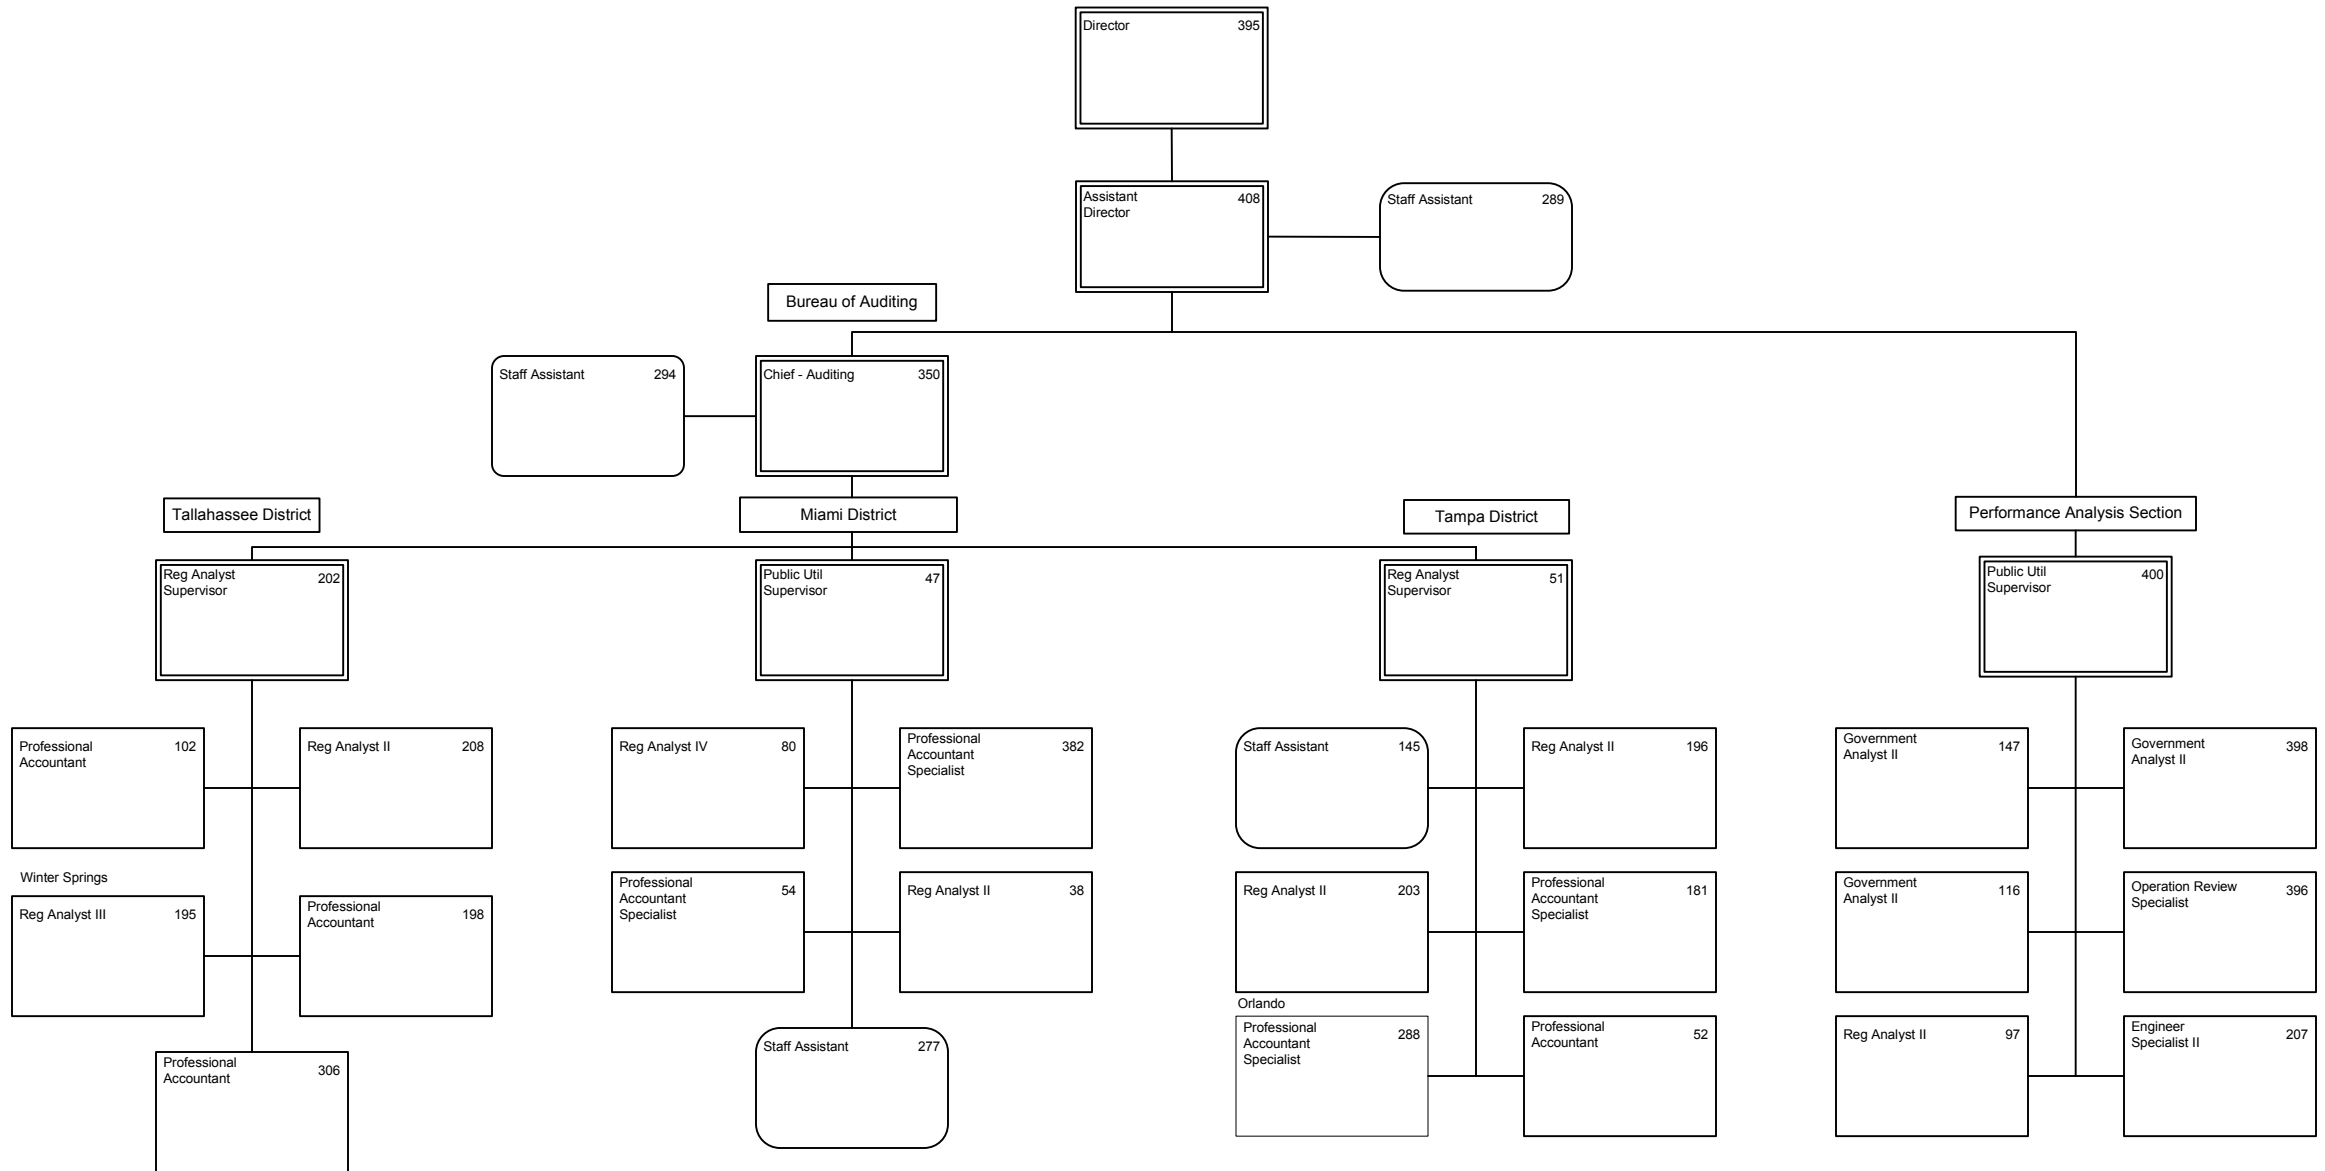 Director 395
Assistant 408
Director
Staff Assistant 289
Bureau of Auditing
Staff Assistant 294
Chief - Auditing 350
Tallahassee District
Miami District
Tampa District
Performance Analysis Section
Reg Analyst 202
Supervisor
Public Util 47
Supervisor
Reg Analyst 51
Supervisor
Public Util 400
Supervisor
Professional 102
Accountant
Reg Analyst II 208
Reg Analyst IV 80
Professional
Accountant 382
Specialist
Staff Assistant 145
Reg Analyst II 196
Government 147
Analyst II
Government 398
Analyst II
Winter Springs
Reg Analyst III 195
Professional 198
Accountant
Professional
Accountant 54
Specialist
Reg Analyst II 38
Reg Analyst II 203
Professional
Accountant 181
Specialist
Government 116
Analyst II
Operation Review 396
Specialist
Orlando
Professional 306
Accountant
Staff Assistant 277
Professional
Accountant 288
Specialist
Professional 52
Accountant
Reg Analyst II 97
Engineer 207
Specialist II